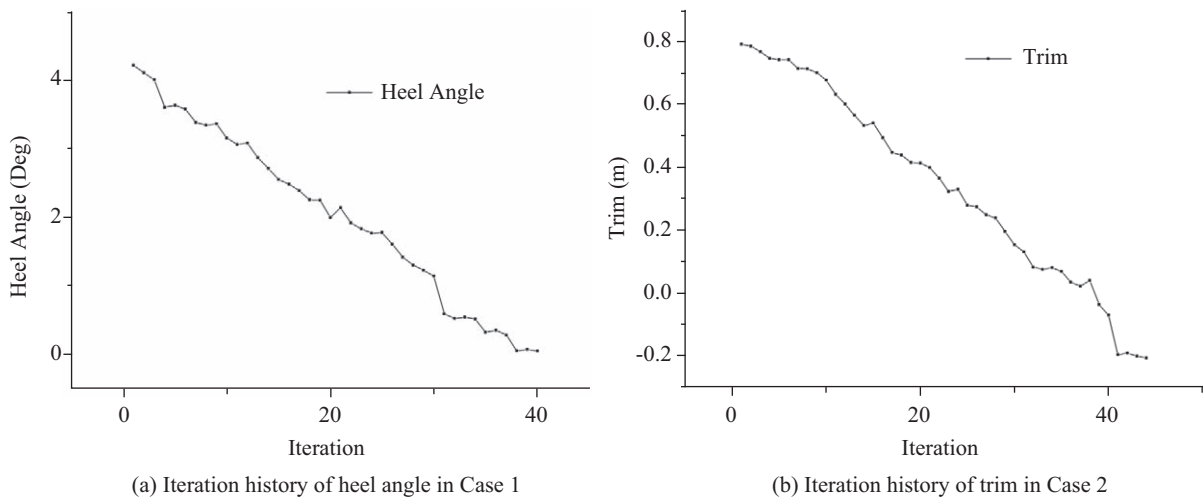 4
2
0
Heel Angle (Deg)
Heel Angle
0
20
40
Iteration
(a) Iteration history of heel angle in Case 1
0.8
0.6
0.4
0.2
0.0
-0.2
Trim (m)
Trim
0
20
40
Iteration
(b) Iteration history of trim in Case 2